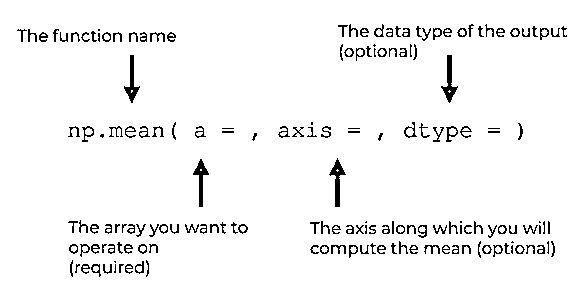 The function name
The data type of the output
(optional)
np.mean( a = , axis = , dtype = )
The array you want to
operate on
(required)
The axis along which you will
compute the mean (optional)